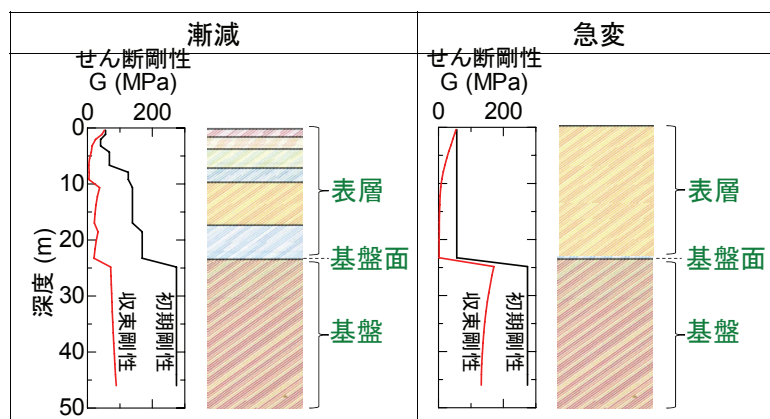 漸減
急変
せん断剛性
G (MPa)
0 200
0
10
20
30
40
50
深度 (m)
収束剛性
初期剛性
表層
基盤面
基盤
せん断剛性
G (MPa)
0 200
収束剛性
初期剛性
表層
基盤面
基盤